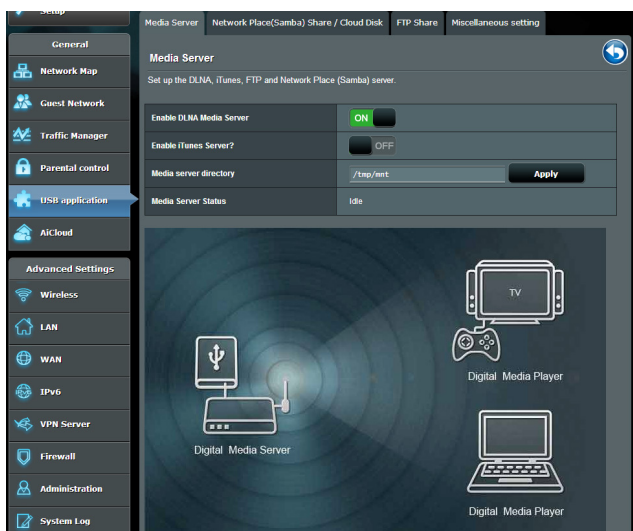 Setup
General
Network Map
Guest Network
Traffic Manager
Parental control
USB application
AiCloud
Advanced Settings
Wireless
LAN
WAN
IPv6
VPN Server
Firewall
Administration
System Log
Media Server Network Place(Samba) Share / Cloud Disk FTP Share Miscellaneous setting
Media Server
Set up the DLNA, iTunes, FTP and Network Place (Samba) server.
Enable DLNA Media Server ON
Enable iTunes Server? OFF
Media server directory /tmp/mnt Apply
Media Server Status Idle
TV
Digital Media Player
Digital Media Server
Digital Media Player